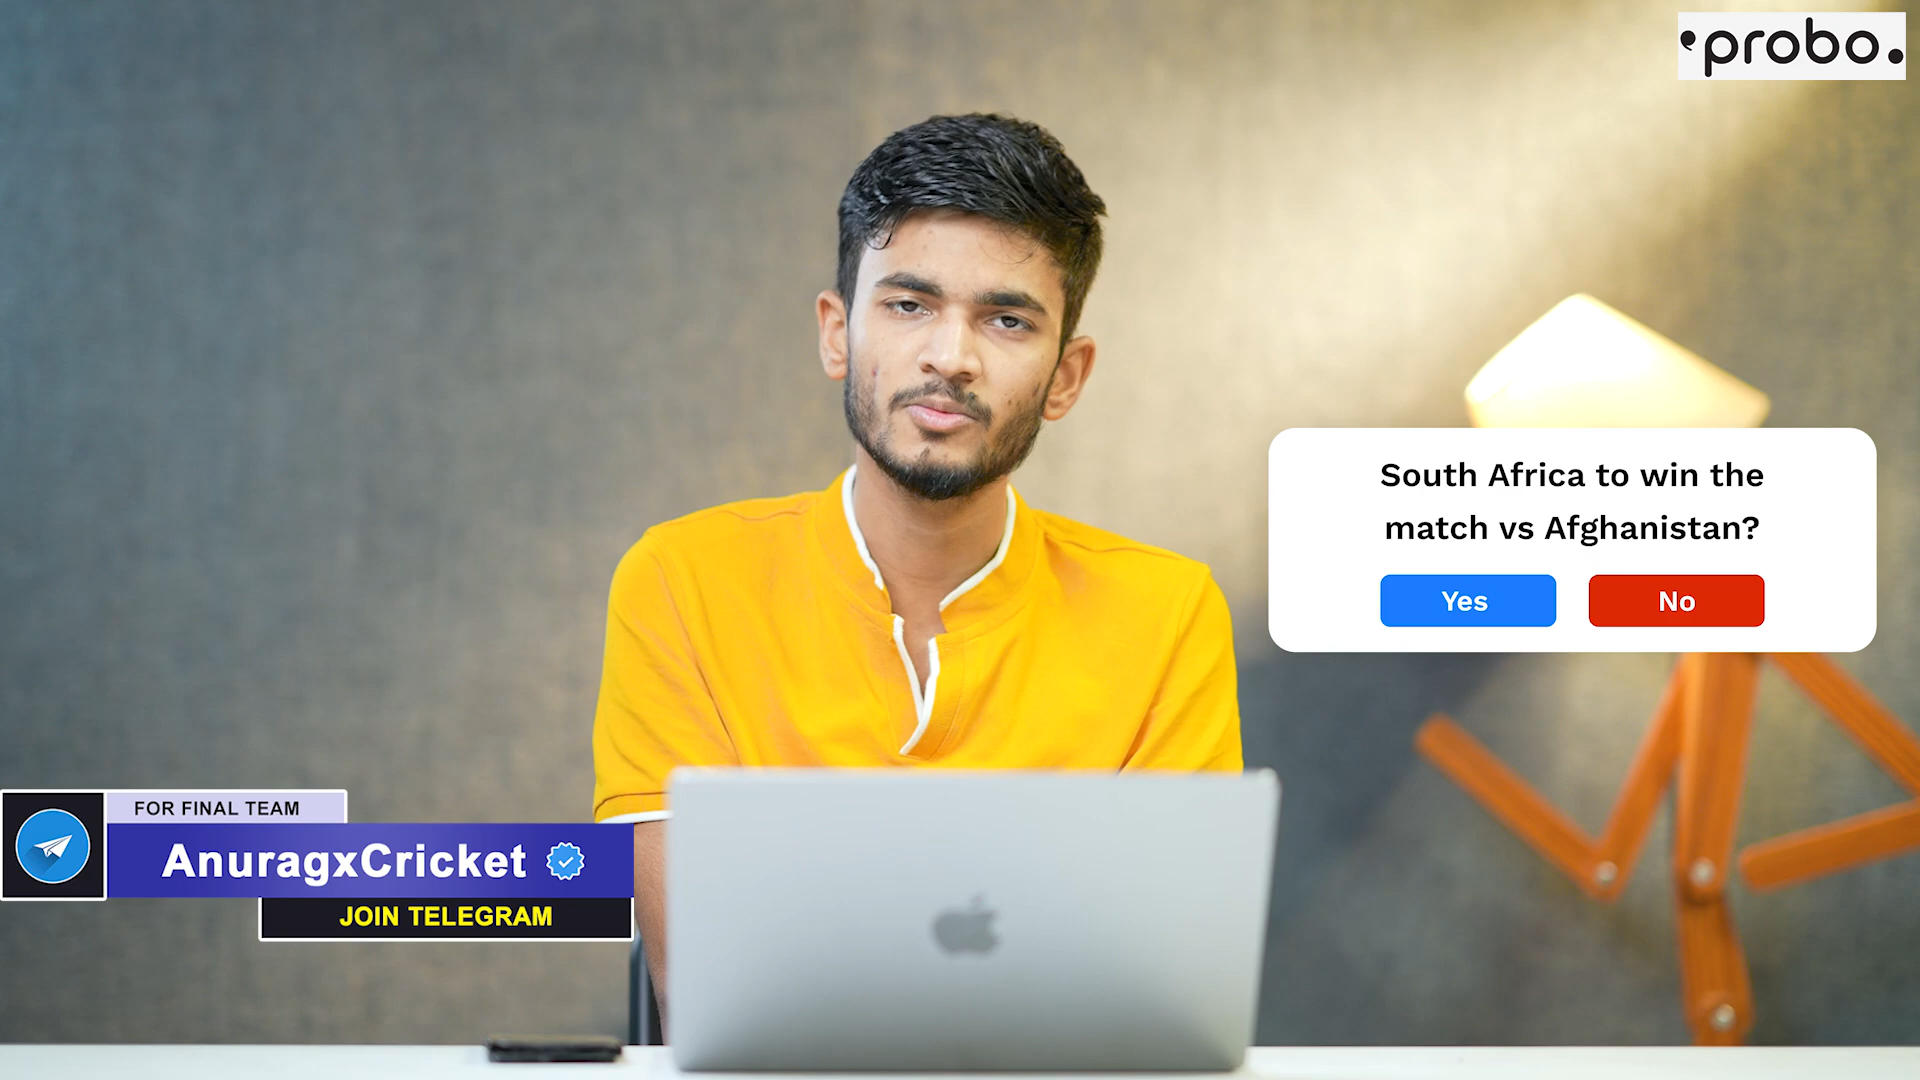 probo.
South Africa to win the
match vs Afghanistan?
Yes No
FOR FINAL TEAM
AnuragxCricket
JOIN TELEGRAM